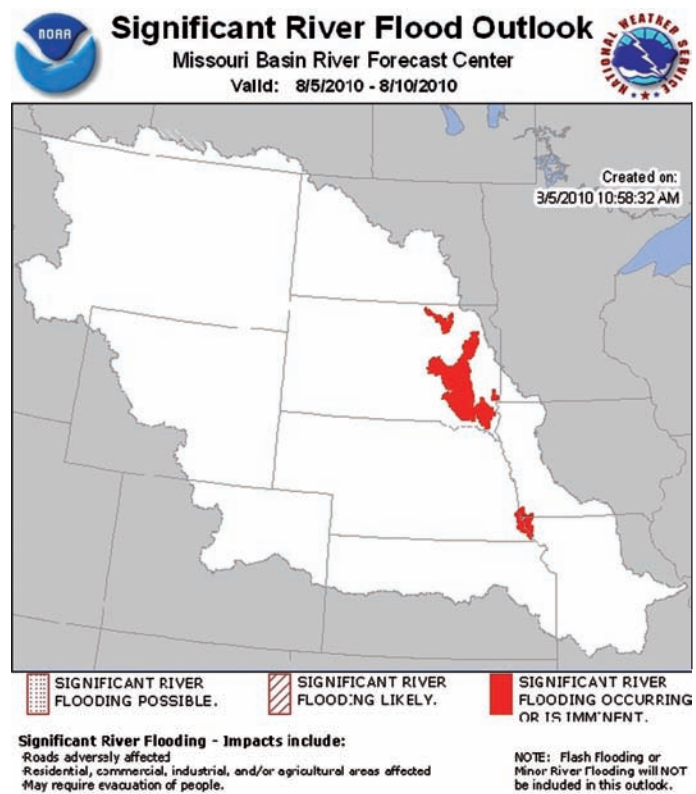 NOAA
Significant River Flood Outlook
Missouri Basin River Forecast Center
Valid: 8/5/2010 - 8/10/2010
NATIONAL WEATHER SERVICE
Created on:
8/5/2010 10:58:32 AM
SIGNIFICANT RIVER
FLOODING POSSIBLE.
SIGNIFICANT RIVER
FLOODING LIKELY.
SIGNIFICANT RIVER
FLOODING OCCURRING
OR IS IMMINENT.
Significant River Flooding - Impacts include:
·Roads adversely affected
·Residential, commercial, industrial, and/or agricultural areas affected
·May require evacuation of people.
NOTE: Flash Flooding or
Minor River Flooding will NOT
be included in this outlook.